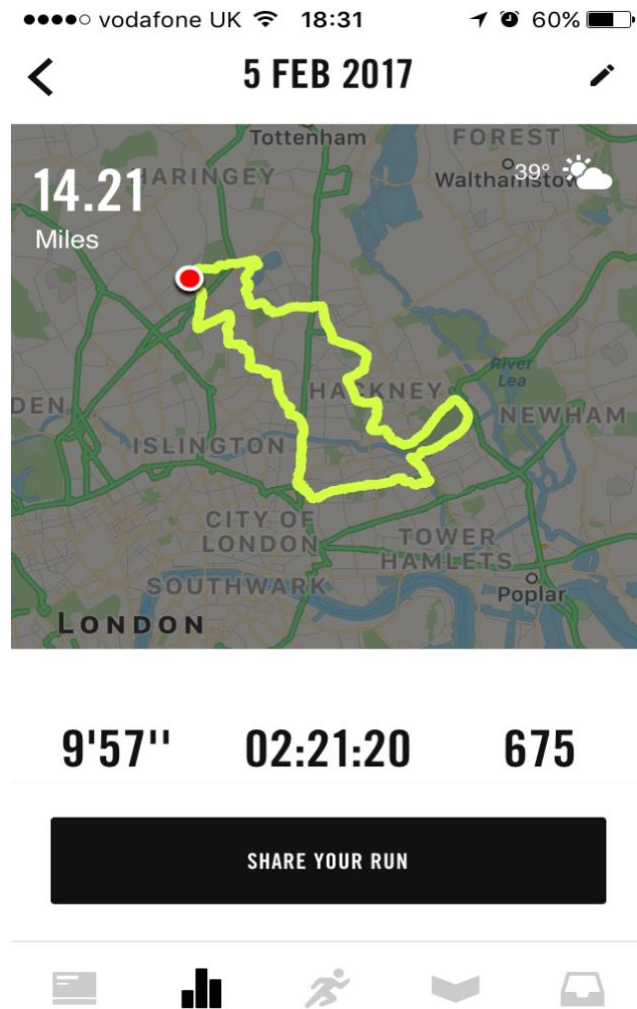 vodafone UK 18:31 60%
5 FEB 2017
Tottenham
FOREST
HARINGEY
14.21
Walthamstow
39°
Miles
River
Lea
HACKNEY
DEN
NEWHAM
ISLINGTON
CITY OF
LONDON
TOWER
HAMLETS
SOUTHWARK
Poplar
LONDON
9'57'' 02:21:20 675
SHARE YOUR RUN